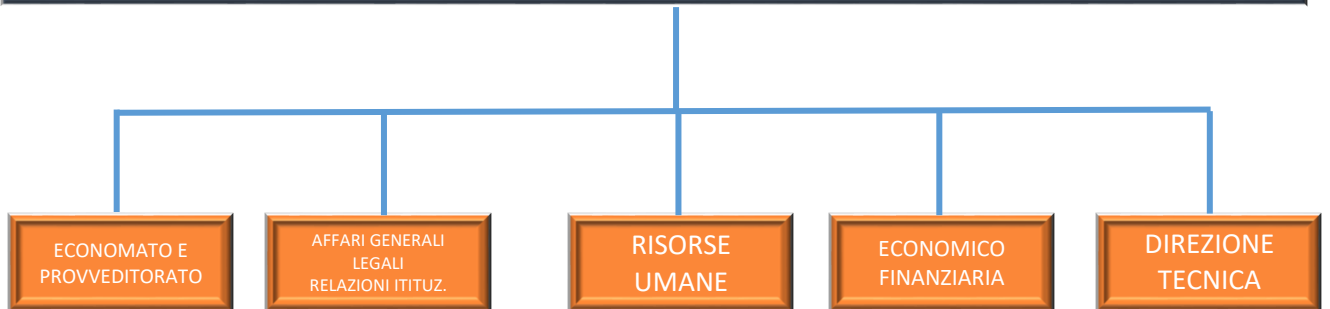 ECONOMATO E
PROVVEDITORATO
AFFARI GENERALI
LEGALI
RELAZIONI ITITUZ.
RISORSE
UMANE
ECONOMICO
FINANZIARIA
DIREZIONE
TECNICA